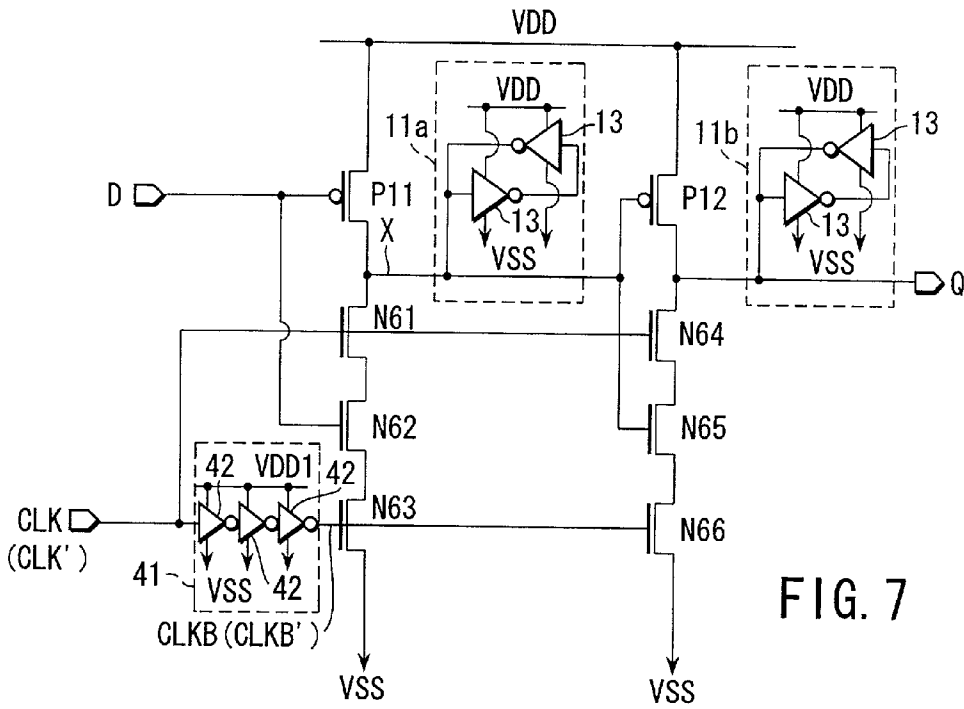 VDD
VDD
13
11a
13
VSS
VDD
13
11b
13
VSS
D
P11
P12
X
Q
N61
N64
N62
N65
42
VDD1
42
N63
N66
CLK
(CLK')
41
VSS
42
CLKB (CLKB')
VSS
VSS
FIG. 7